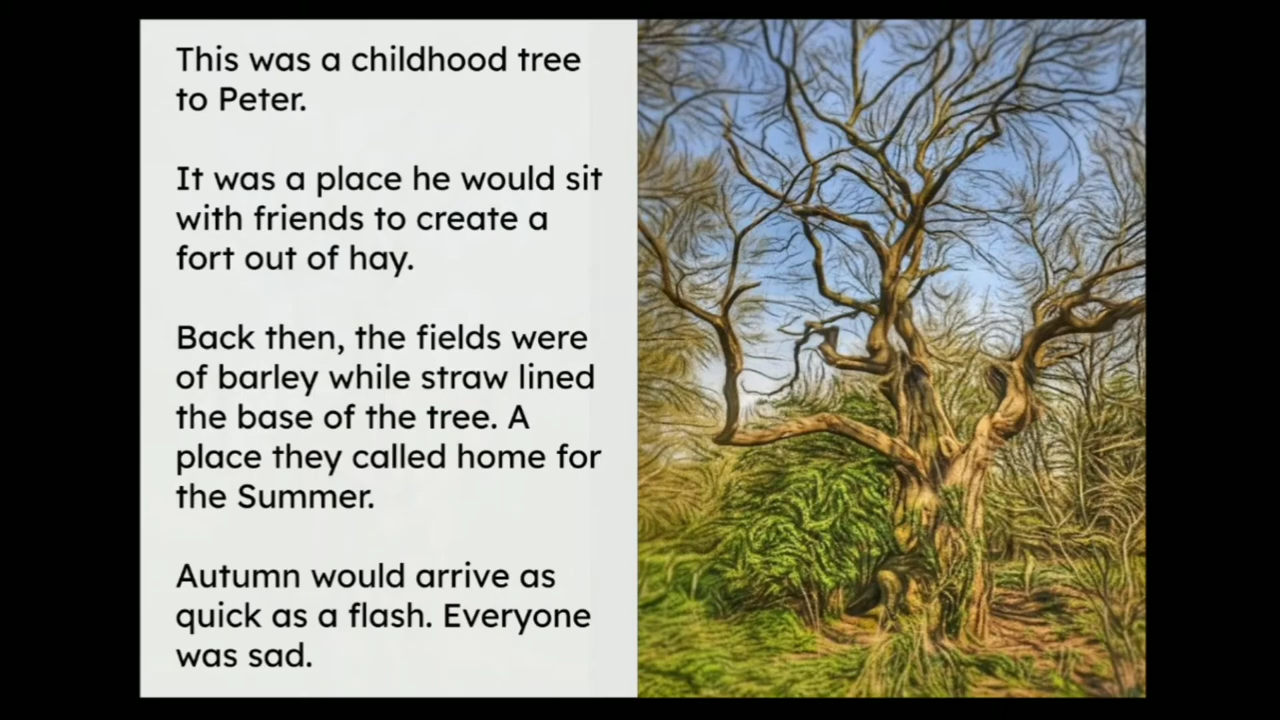 This was a childhood tree
to Peter.
It was a place he would sit
with friends to create a
fort out of hay.
Back then, the fields were
of barley while straw lined
the base of the tree. A
place they called home for
the Summer.
Autumn would arrive as
quick as a flash. Everyone
was sad.